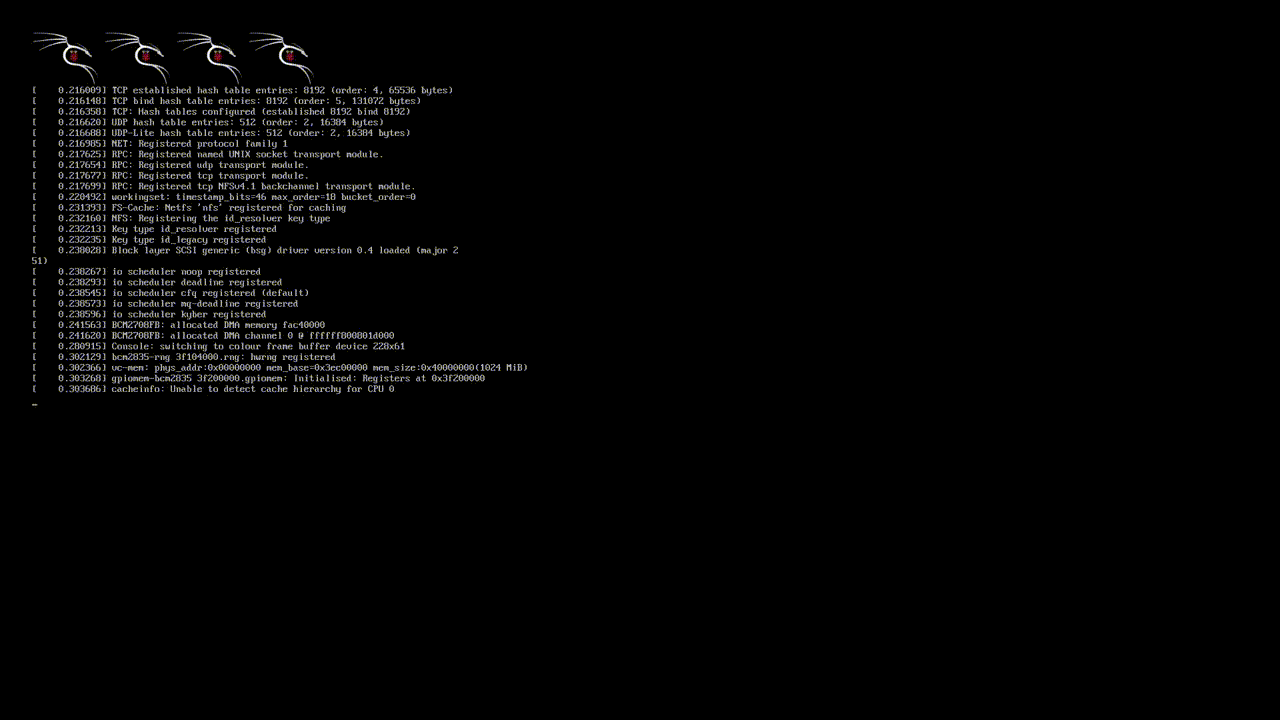 [    0.216009] TCP established hash table entries: 8192 (order: 4, 65536 bytes)
[    0.216148] TCP bind hash table entries: 8192 (order: 5, 131072 bytes)
[    0.216358] TCP: Hash tables configured (established 8192 bind 8192)
[    0.216620] UDP hash table entries: 512 (order: 2, 16384 bytes)
[    0.216688] UDP-Lite hash table entries: 512 (order: 2, 16384 bytes)
[    0.216985] NET: Registered protocol family 1
[    0.217625] RPC: Registered named UNIX socket transport module.
[    0.217654] RPC: Registered udp transport module.
[    0.217677] RPC: Registered tcp transport module.
[    0.217699] RPC: Registered tcp NFSv4.1 backchannel transport module.
[    0.220492] workingset: timestamp_bits=46 max_order=18 bucket_order=0
[    0.231393] FS-Cache: Netfs 'nfs' registered for caching
[    0.232160] NFS: Registering the id_resolver key type
[    0.232213] Key type id_resolver registered
[    0.232235] Key type id_legacy registered
[    0.238028] Block layer SCSI generic (bsg) driver version 0.4 loaded (major 2
51)
[    0.238267] io scheduler noop registered
[    0.238293] io scheduler deadline registered
[    0.238545] io scheduler cfq registered (default)
[    0.238573] io scheduler mq-deadline registered
[    0.238596] io scheduler kyber registered
[    0.241563] BCM2708FB: allocated DMA memory fac40000
[    0.241620] BCM2708FB: allocated DMA channel 0 @ ffffff800801d000
[    0.280915] Console: switching to colour frame buffer device 228x61
[    0.302129] bcm2835-rng 3f104000.rng: hwrng registered
[    0.302366] vc-mem: phys_addr:0x00000000 mem_base=0x3ec00000 mem_size:0x40000000(1024 MiB)
[    0.303268] gpiomem-bcm2835 3f200000.gpiomem: Initialised: Registers at 0x3f200000
[    0.303686] cacheinfo: Unable to detect cache hierarchy for CPU 0